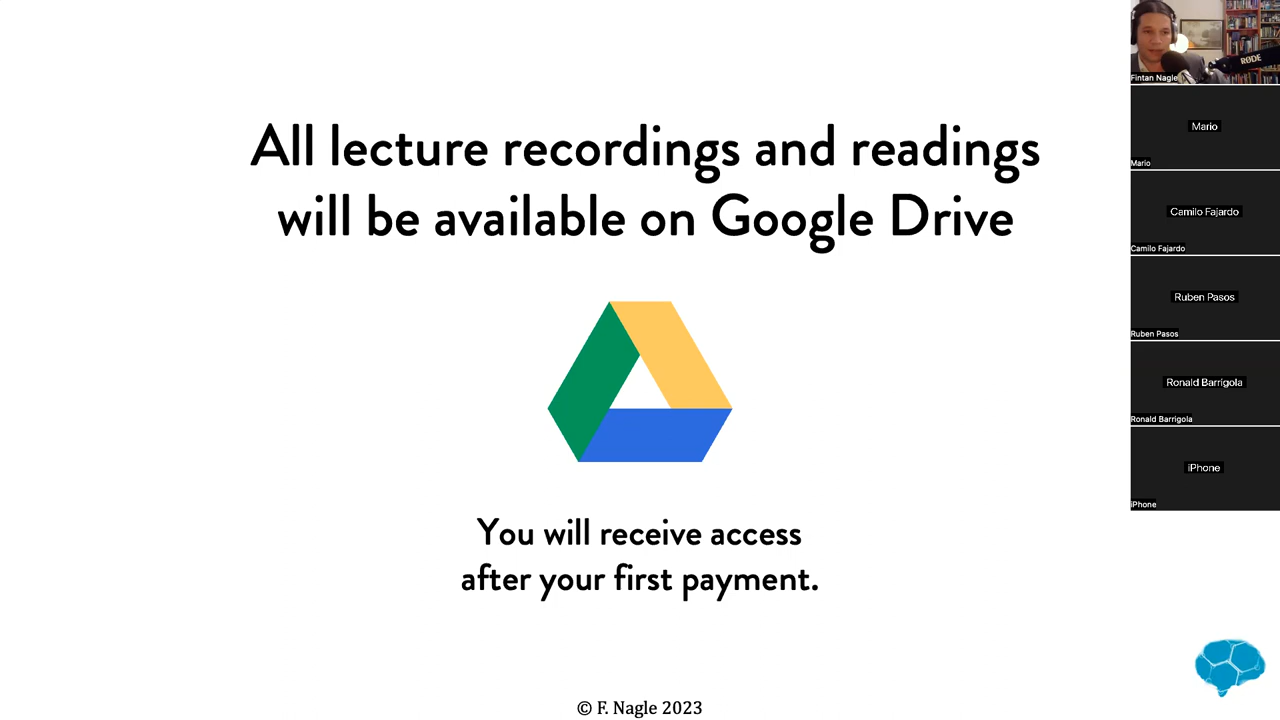 All lecture recordings and readings
will be available on Google Drive
You will receive access
after your first payment.
© F. Nagle 2023
RØDE
Fintan Nagle
Mario
Mario
Camilo Fajardo
Camilo Fajardo
Ruben Pasos
Ruben Pasos
Ronald Barrigola
Ronald Barrigola
iPhone
iPhone